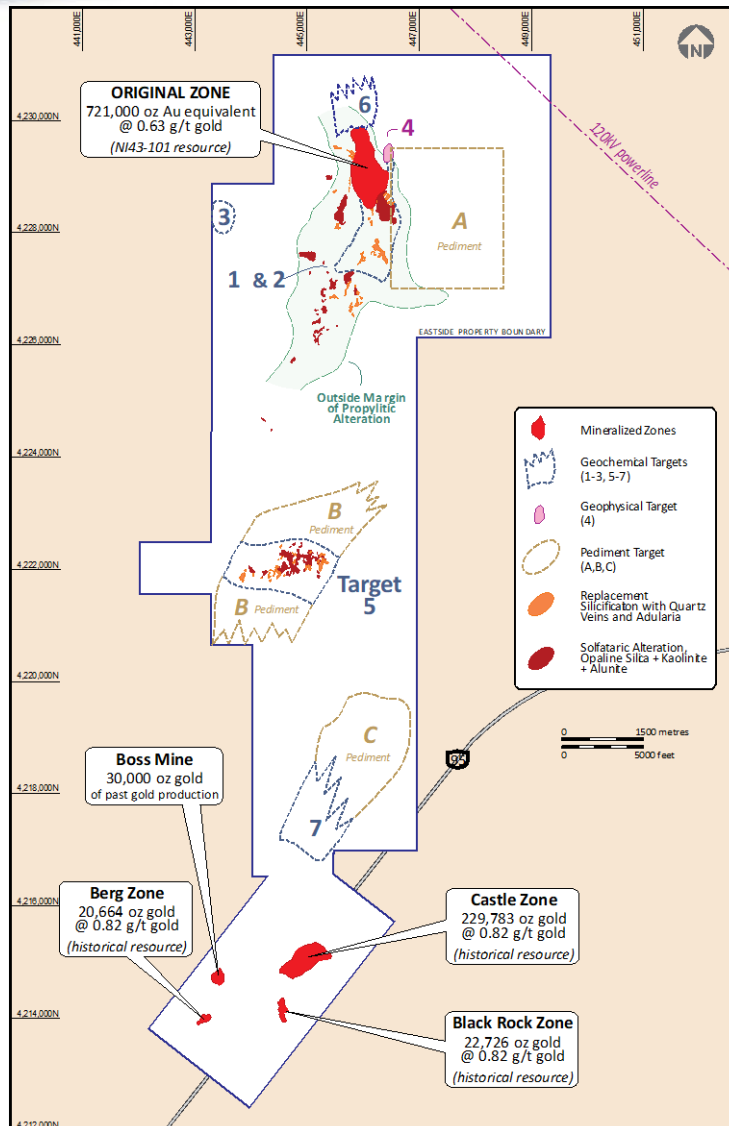 441,000E
443,000E
445,000E
447,000E
449,000E
451,000E
N
4,230,000N
4,228,000N
4,226,000N
4,224,000N
4,222,000N
4,220,000N
4,218,000N
4,216,000N
4,214,000N
4,212,000N
ORIGINAL ZONE
721,000 oz Au equivalent
@ 0.63 g/t gold
(NI43-101 resource)
6
4
120kV powerline
3
A
Pediment
1 & 2
EASTSIDE PROPERTY BOUNDARY
Outside Margin
of Propylitic
Alteration
Mineralized Zones
Geochemical Targets
(1-3, 5-7)
Geophysical Target
(4)
Pediment Target
(A,B,C)
Replacement
Silicification with Quartz
Veins and Adularia
Solfataric Alteration,
Opaline Silica + Kaolinite
+ Alunite
B
Pediment
Target
5
B Pediment
0 1500 metres
0 5000 feet
95
C
Pediment
7
Boss Mine
30,000 oz gold
of past gold production
Berg Zone
20,664 oz gold
@ 0.82 g/t gold
(historical resource)
Castle Zone
229,783 oz gold
@ 0.82 g/t gold
(historical resource)
Black Rock Zone
22,726 oz gold
@ 0.82 g/t gold
(historical resource)